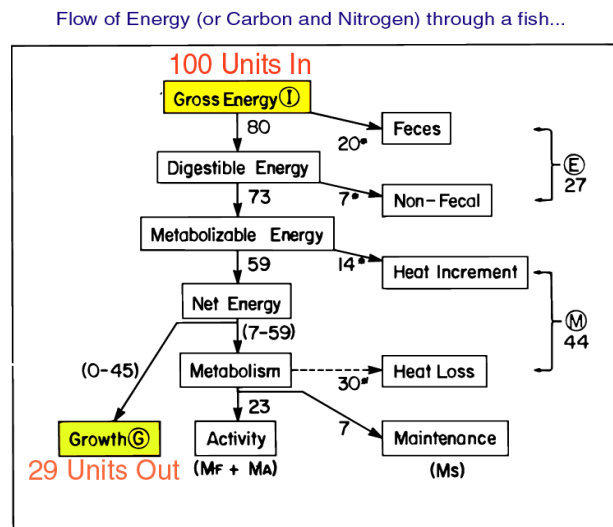 Flow of Energy (or Carbon and Nitrogen) through a fish...
100 Units In
Gross Energy Ⓘ
80
20*
Feces
Ⓔ
27
Digestible Energy
73
7*
Non-Fecal
Metabolizable Energy
59
14*
Heat Increment
Net Energy
(7-59)
(0-45)
Ⓜ
44
Metabolism
30*
Heat Loss
23
7
Growth Ⓖ
Activity
Maintenance
29 Units Out
(MF + MA)
(Ms)